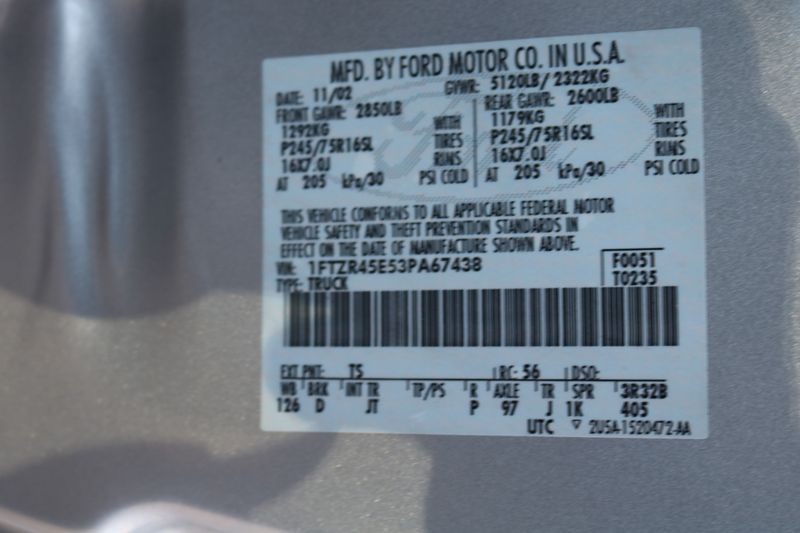 MFD. BY FORD MOTOR CO. IN U.S.A.
DATE: 11/02 GVWR: 5120LB/ 2322KG
FRONT GAWR: 2850LB REAR GAWR: 2600LB
1292KG WITH 1179KG WITH
P245/75R16SL TIRES P245/75R16SL TIRES
16X7.0J RIMS 16X7.0J RIMS
AT 205 kPa/30 PSI COLD AT 205 kPa/30 PSI COLD
THIS VEHICLE CONFORMS TO ALL APPLICABLE FEDERAL MOTOR
VEHICLE SAFETY AND THEFT PREVENTION STANDARDS IN
EFFECT ON THE DATE OF MANUFACTURE SHOWN ABOVE.
VIN: 1FTZR45E53PA67438 F0051
TYPE: TRUCK T0235
EXT PNT: TS RC: 56 DSO:
WB BRK INT TR TP/PS R AXLE TR SPR 3R32B
126 D JT P 97 J 1K 405
UTC ▽ 2U5A-1520472-AA